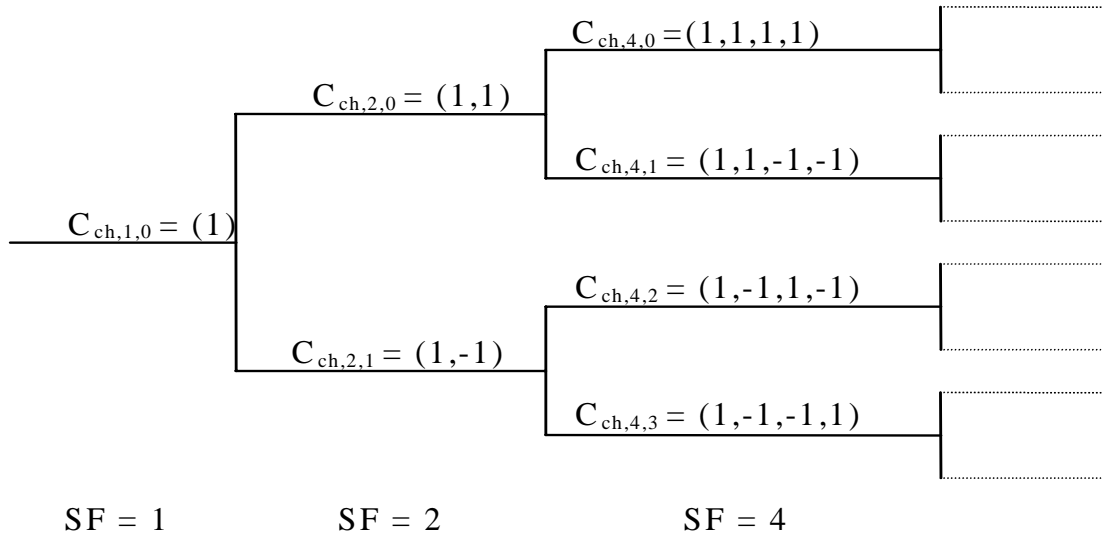 C ch,4,0 =(1,1,1,1)
C ch,2,0 = (1,1)
C ch,4,1 = (1,1,-1,-1)
C ch,1,0 = (1)
C ch,4,2 = (1,-1,1,-1)
C ch,2,1 = (1,-1)
C ch,4,3 = (1,-1,-1,1)
SF = 1
SF = 2
SF = 4